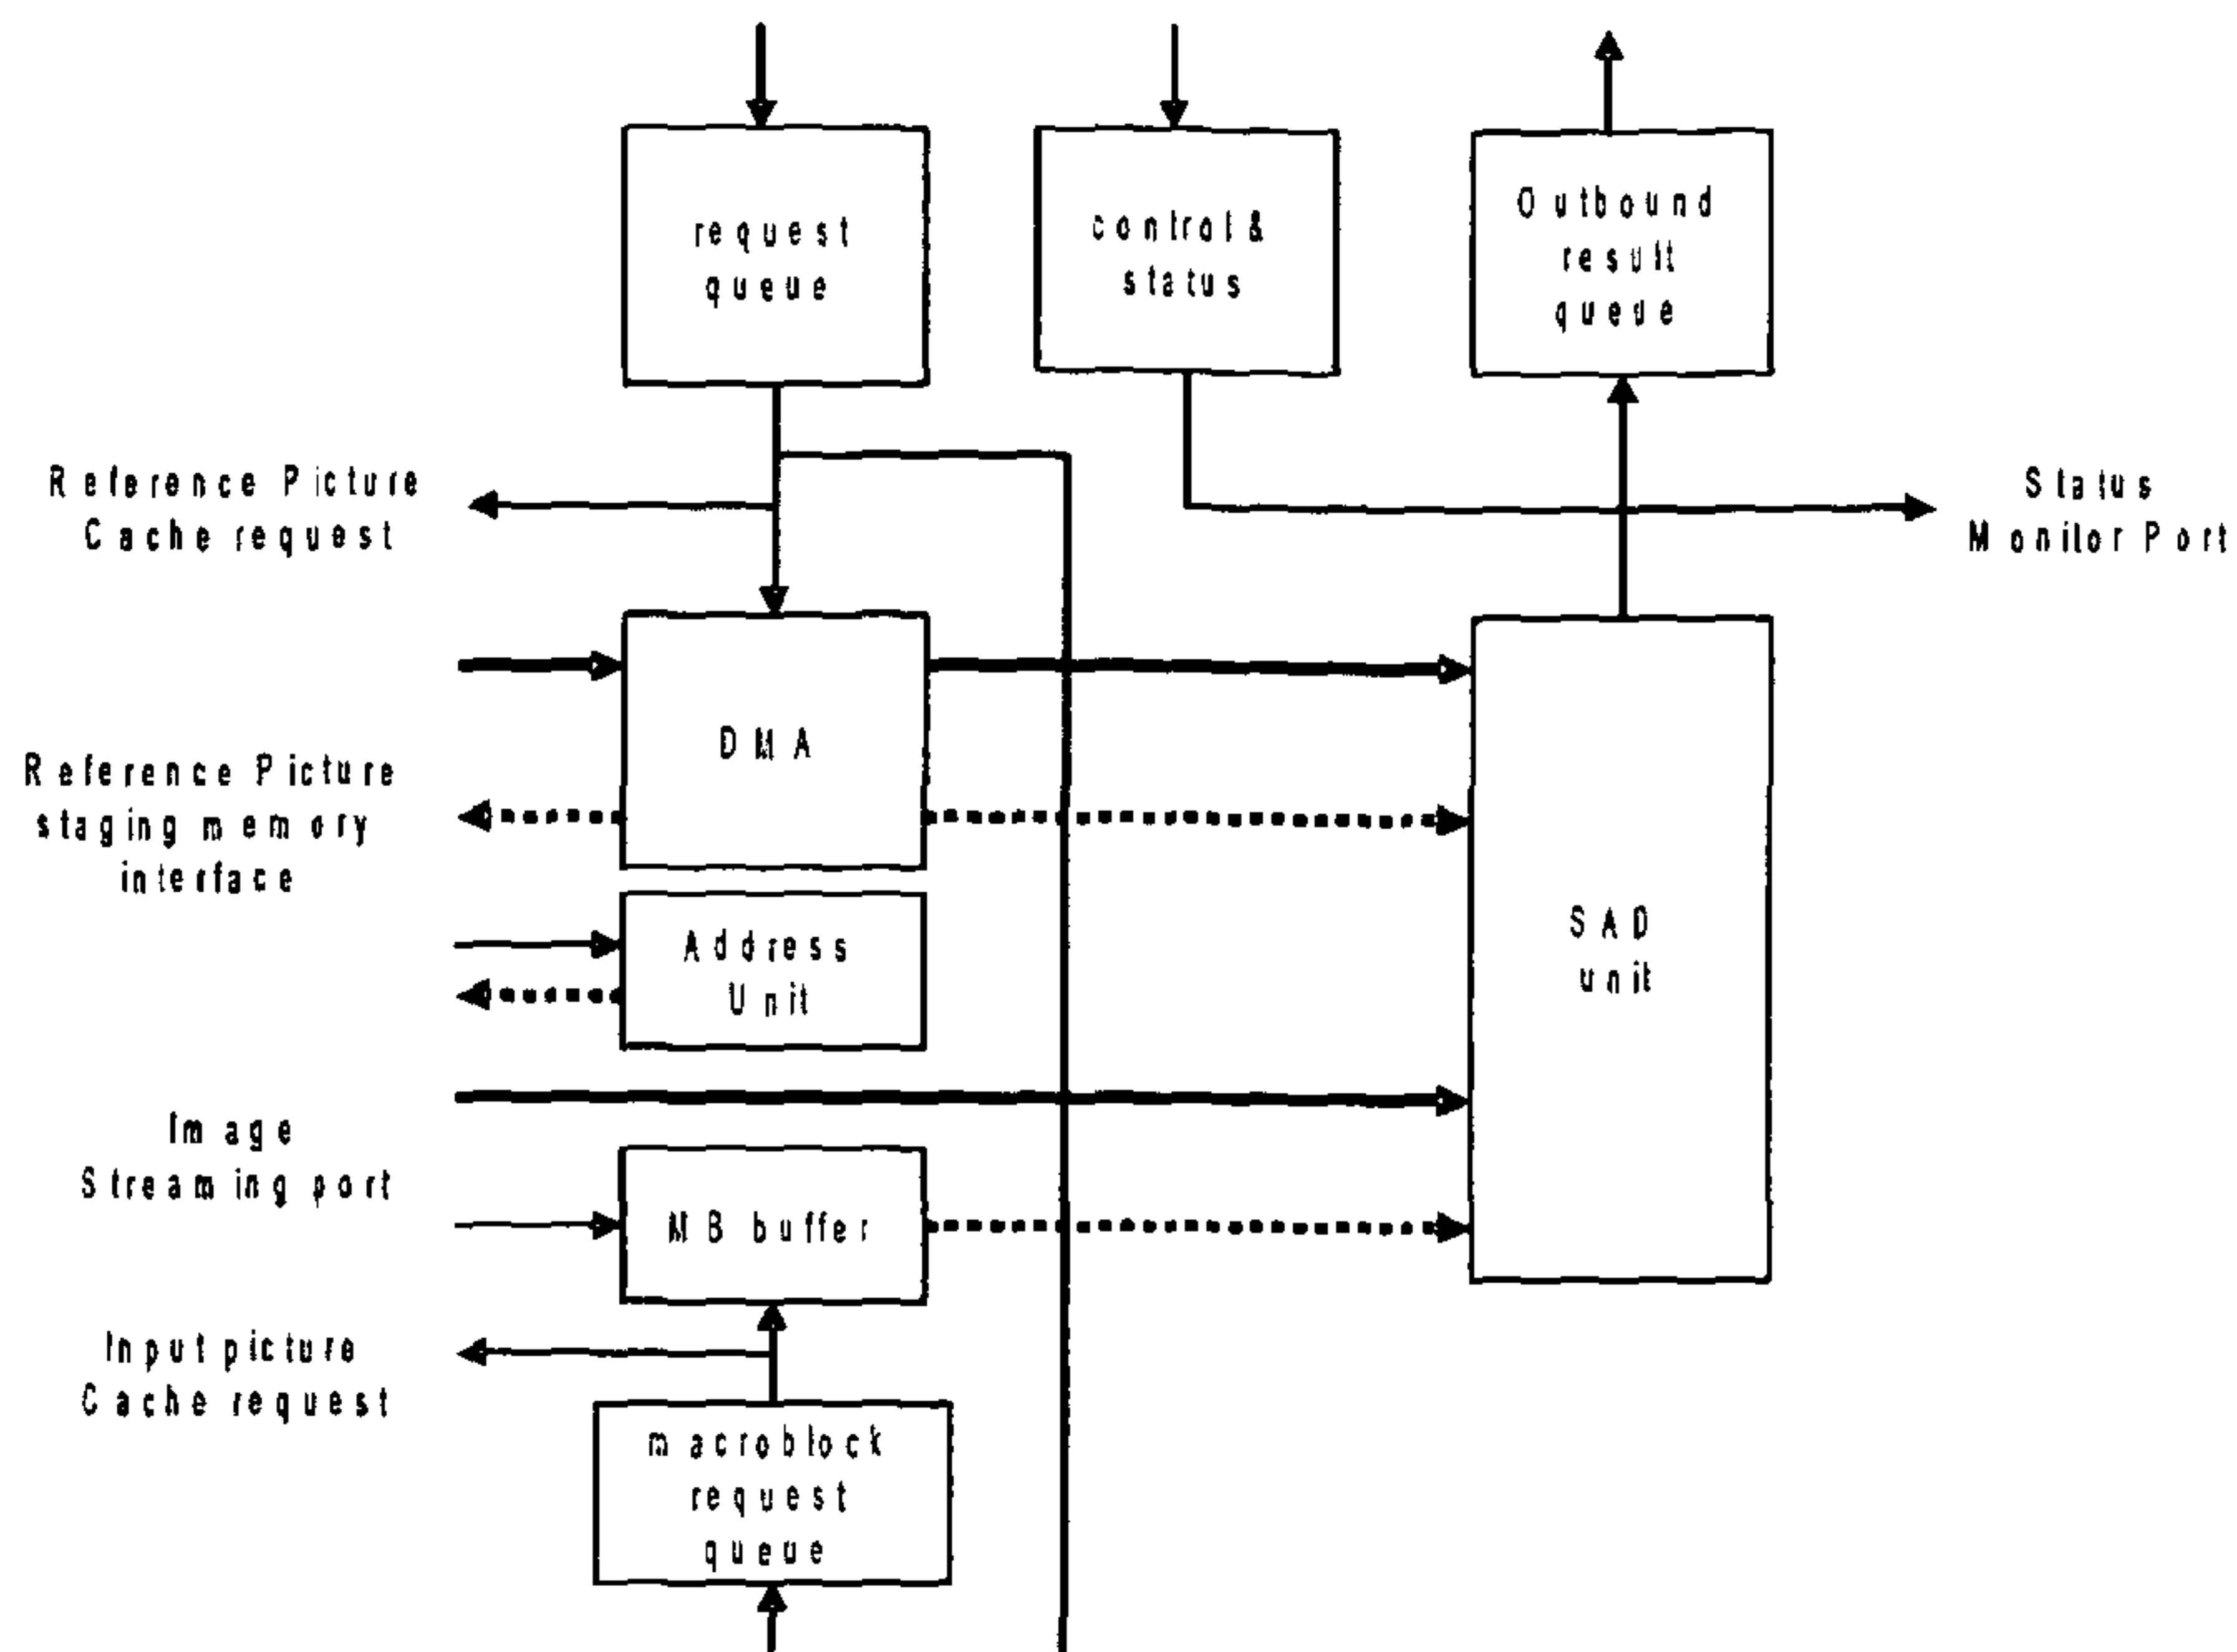 request
queue
control &
status
Outbound
result
queue
Reference Picture
Cache request
Status
Monitor Port
DMA
Reference Picture
staging memory
interface
Address
Unit
SAD
unit
Image
Streaming port
MB buffer
Input picture
Cache request
macroblock
request
queue